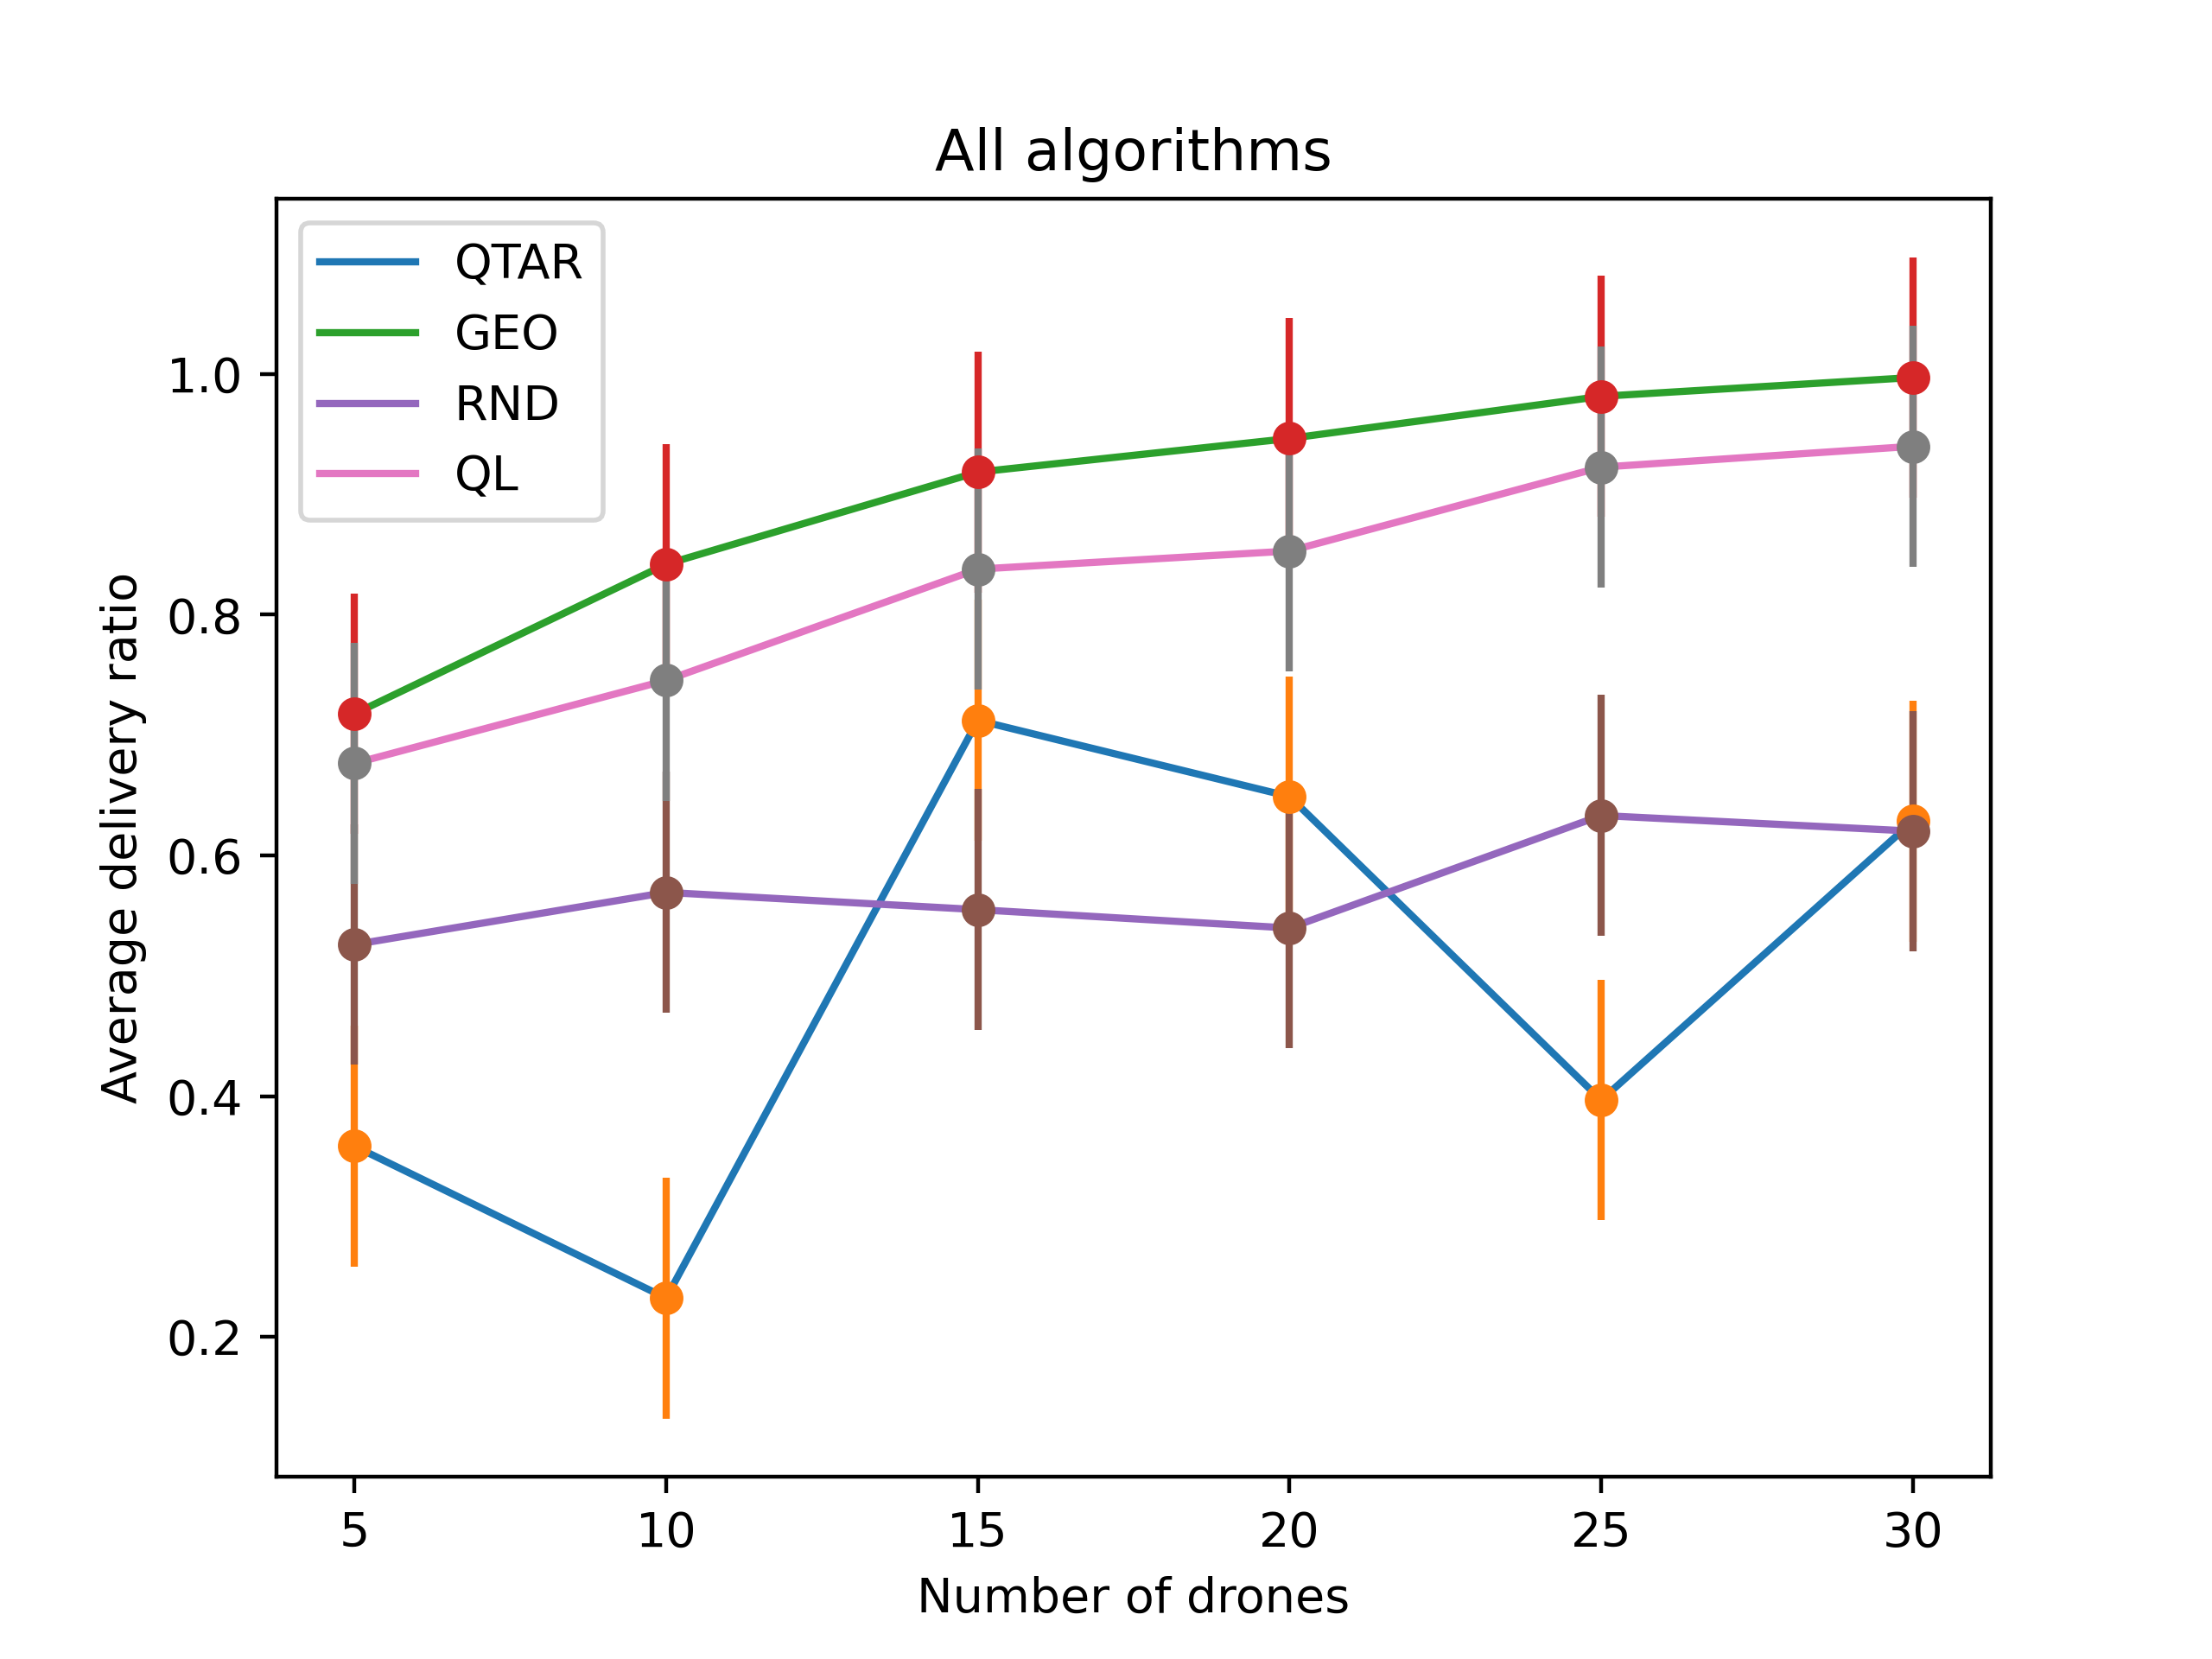 All algorithms
QTAR
GEO
RND
QL
1.0
0.8
0.6
0.4
0.2
Average delivery ratio
5 10 15 20 25 30
Number of drones